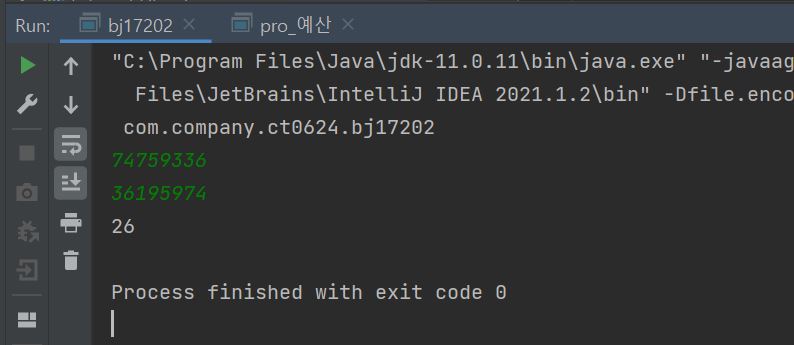 Run: bj17202 × pro_예산 ×
"C:\Program Files\Java\jdk-11.0.11\bin\java.exe" "-javaag
Files\JetBrains\IntelliJ IDEA 2021.1.2\bin" -Dfile.enco
com.company.ct0624.bj17202
74759336
36195974
26
Process finished with exit code 0